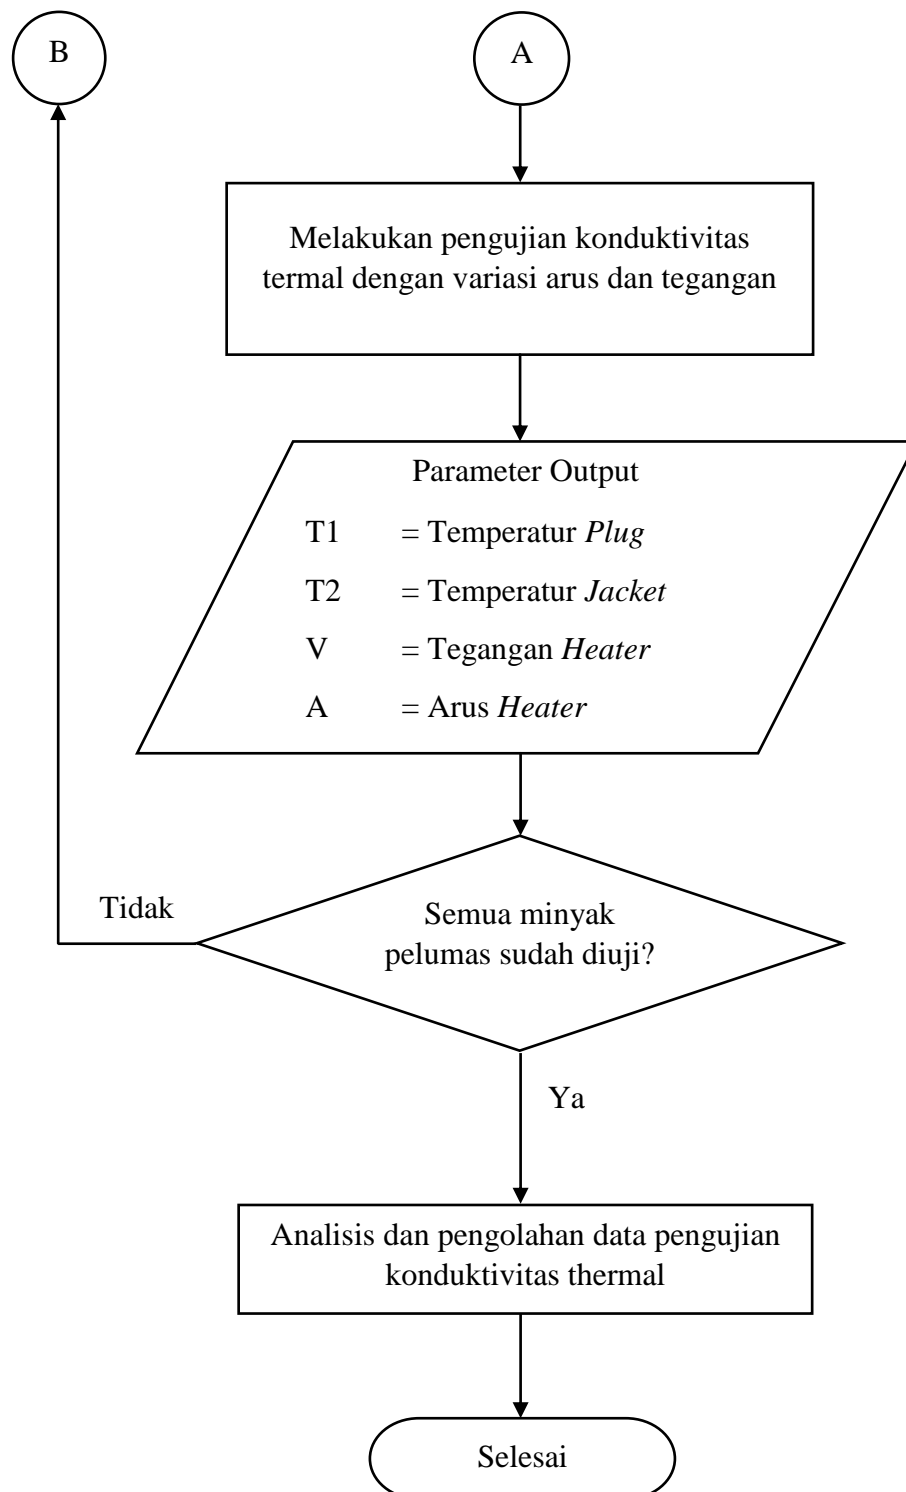 B
A
Melakukan pengujian konduktivitas
termal dengan variasi arus dan tegangan
Parameter Output
T1 = Temperatur Plug
T2 = Temperatur Jacket
V = Tegangan Heater
A = Arus Heater
Tidak
Semua minyak
pelumas sudah diuji?
Ya
Analisis dan pengolahan data pengujian
konduktivitas thermal
Selesai